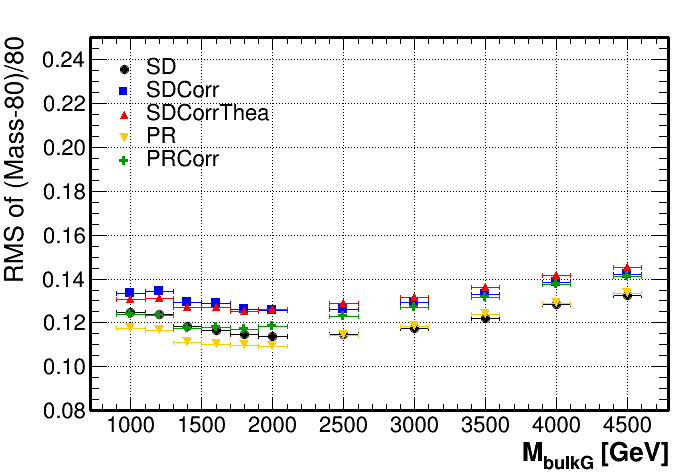 RMS of (Mass-80)/80
0.24
0.22
0.20
0.18
0.16
0.14
0.12
0.10
0.08
SD
SDCorr
SDCorrThea
PR
PRCorr
1000 1500 2000 2500 3000 3500 4000 4500
M_bulkG [GeV]